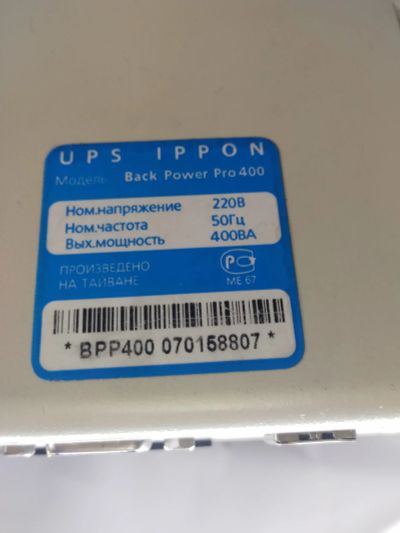 UPS IPPON
Модель Back Power Pro 400
Ном.напряжение 220В
Ном.частота 50Гц
Вых.мощность 400ВА
ПРОИЗВЕДЕНО
НА ТАЙВАНЕ
МЕ 67
* BPP400 070158807 *